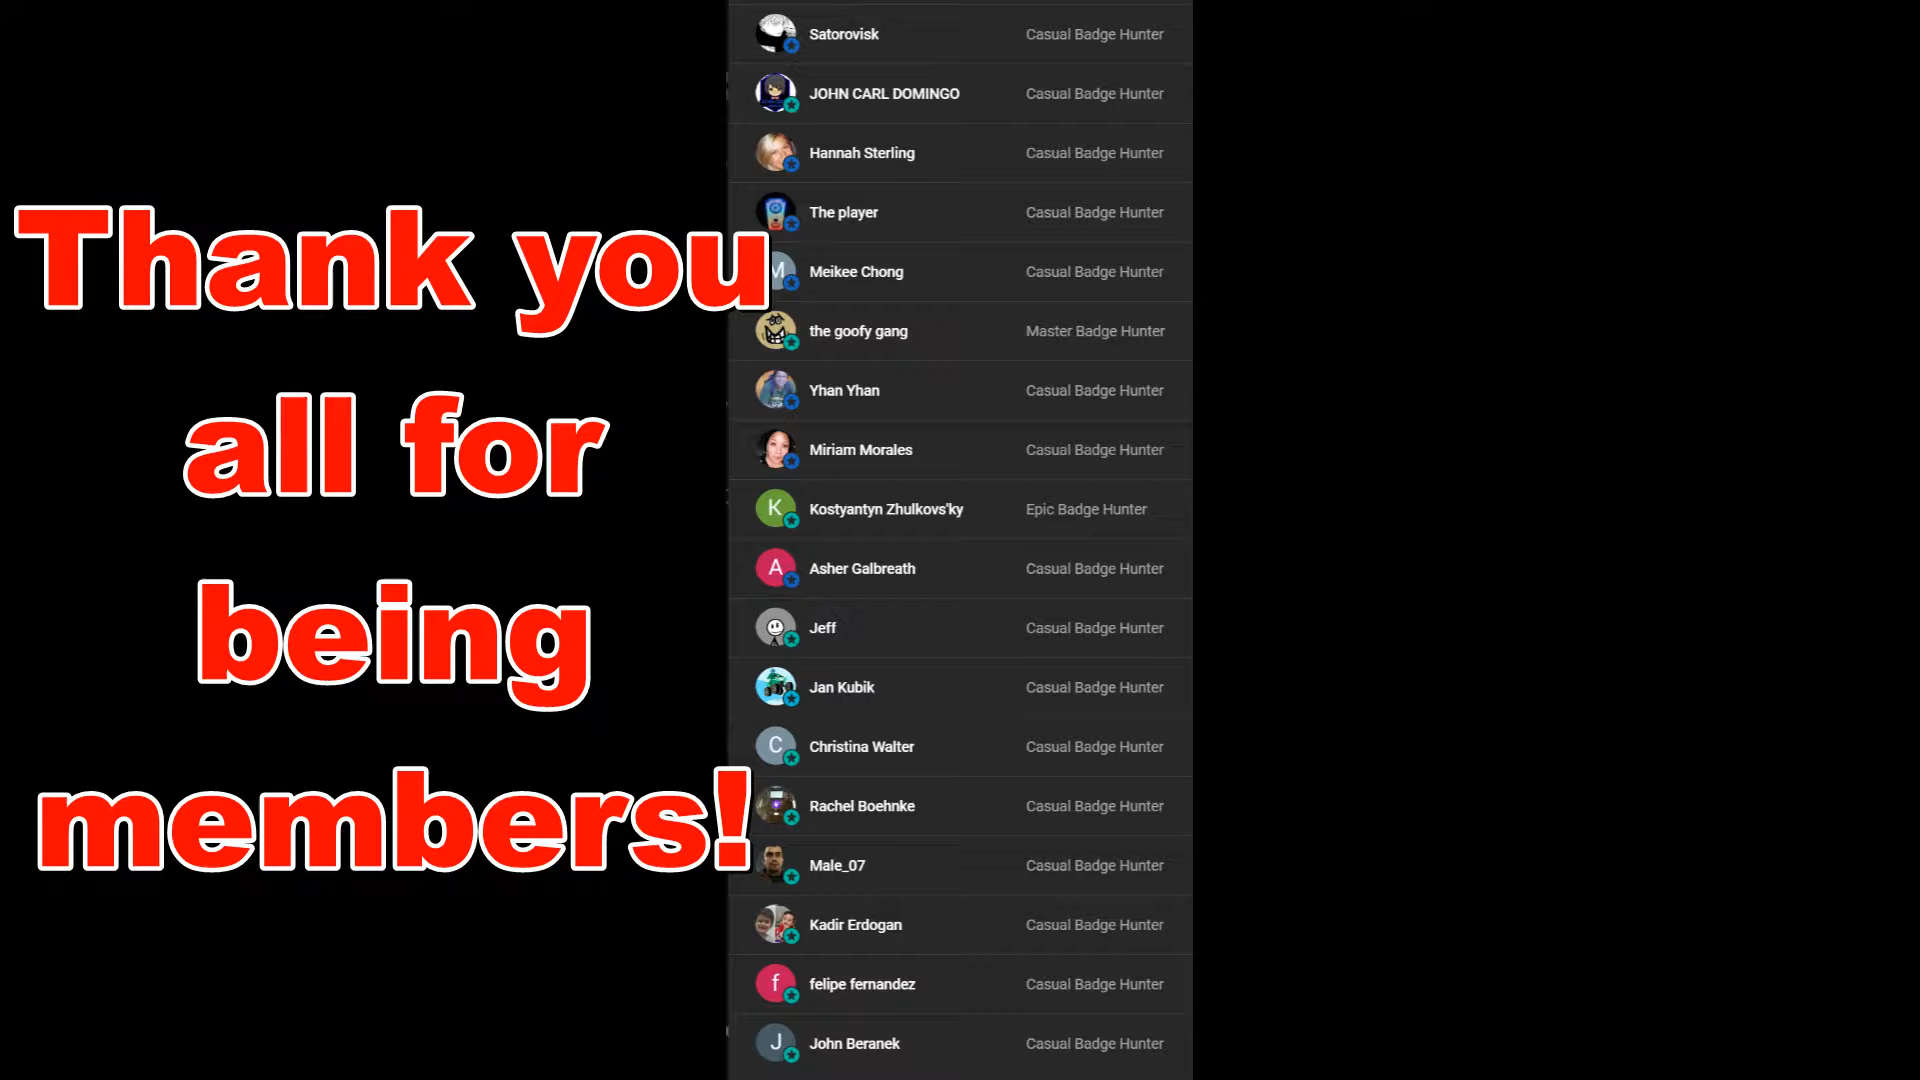 Thank you
all for
being
members!
Satorovisk Casual Badge Hunter
JOHN CARL DOMINGO Casual Badge Hunter
Hannah Sterling Casual Badge Hunter
The player Casual Badge Hunter
M Meikee Chong Casual Badge Hunter
the goofy gang Master Badge Hunter
Yhan Yhan Casual Badge Hunter
Miriam Morales Casual Badge Hunter
K Kostyantyn Zhulkovs'ky Epic Badge Hunter
A Asher Galbreath Casual Badge Hunter
Jeff Casual Badge Hunter
Jan Kubik Casual Badge Hunter
C Christina Walter Casual Badge Hunter
Rachel Boehnke Casual Badge Hunter
Male_07 Casual Badge Hunter
Kadir Erdogan Casual Badge Hunter
f felipe fernandez Casual Badge Hunter
J John Beranek Casual Badge Hunter